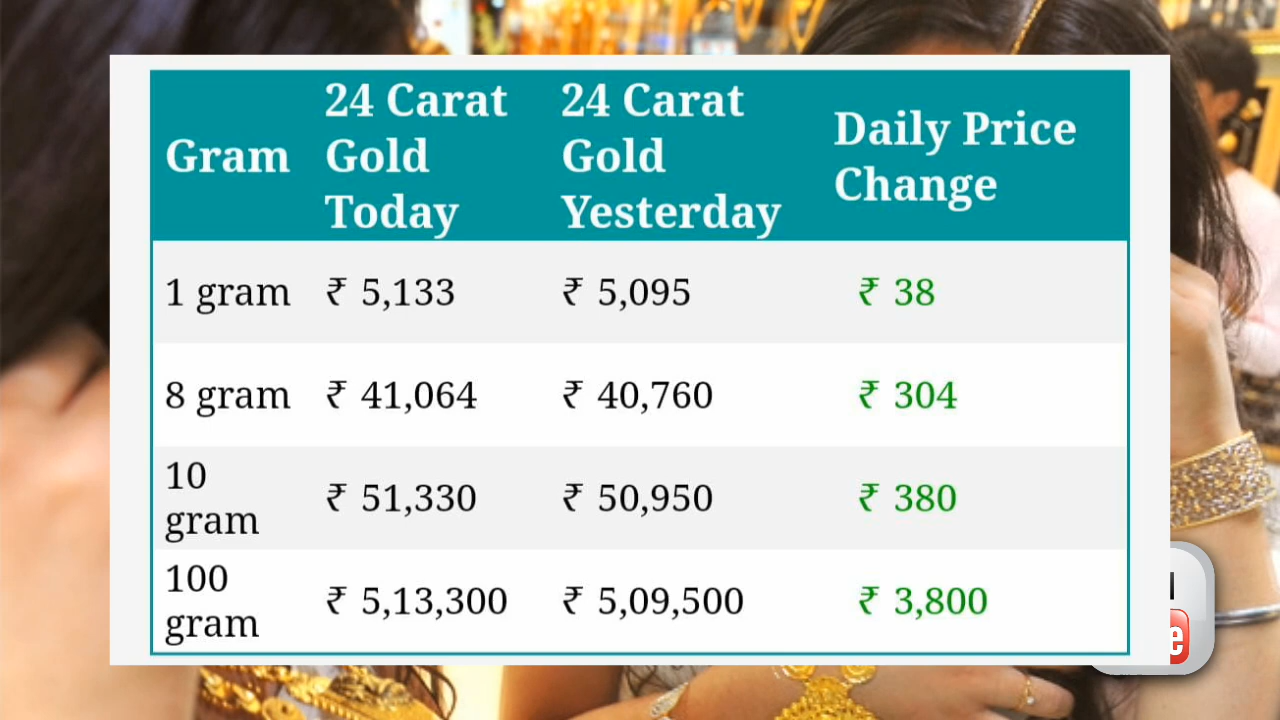 Gram
24 Carat
Gold
Today
24 Carat
Gold
Yesterday
Daily Price
Change
1 gram ₹ 5,133 ₹ 5,095 ₹ 38
8 gram ₹ 41,064 ₹ 40,760 ₹ 304
10
gram ₹ 51,330 ₹ 50,950 ₹ 380
100
gram ₹ 5,13,300 ₹ 5,09,500 ₹ 3,800